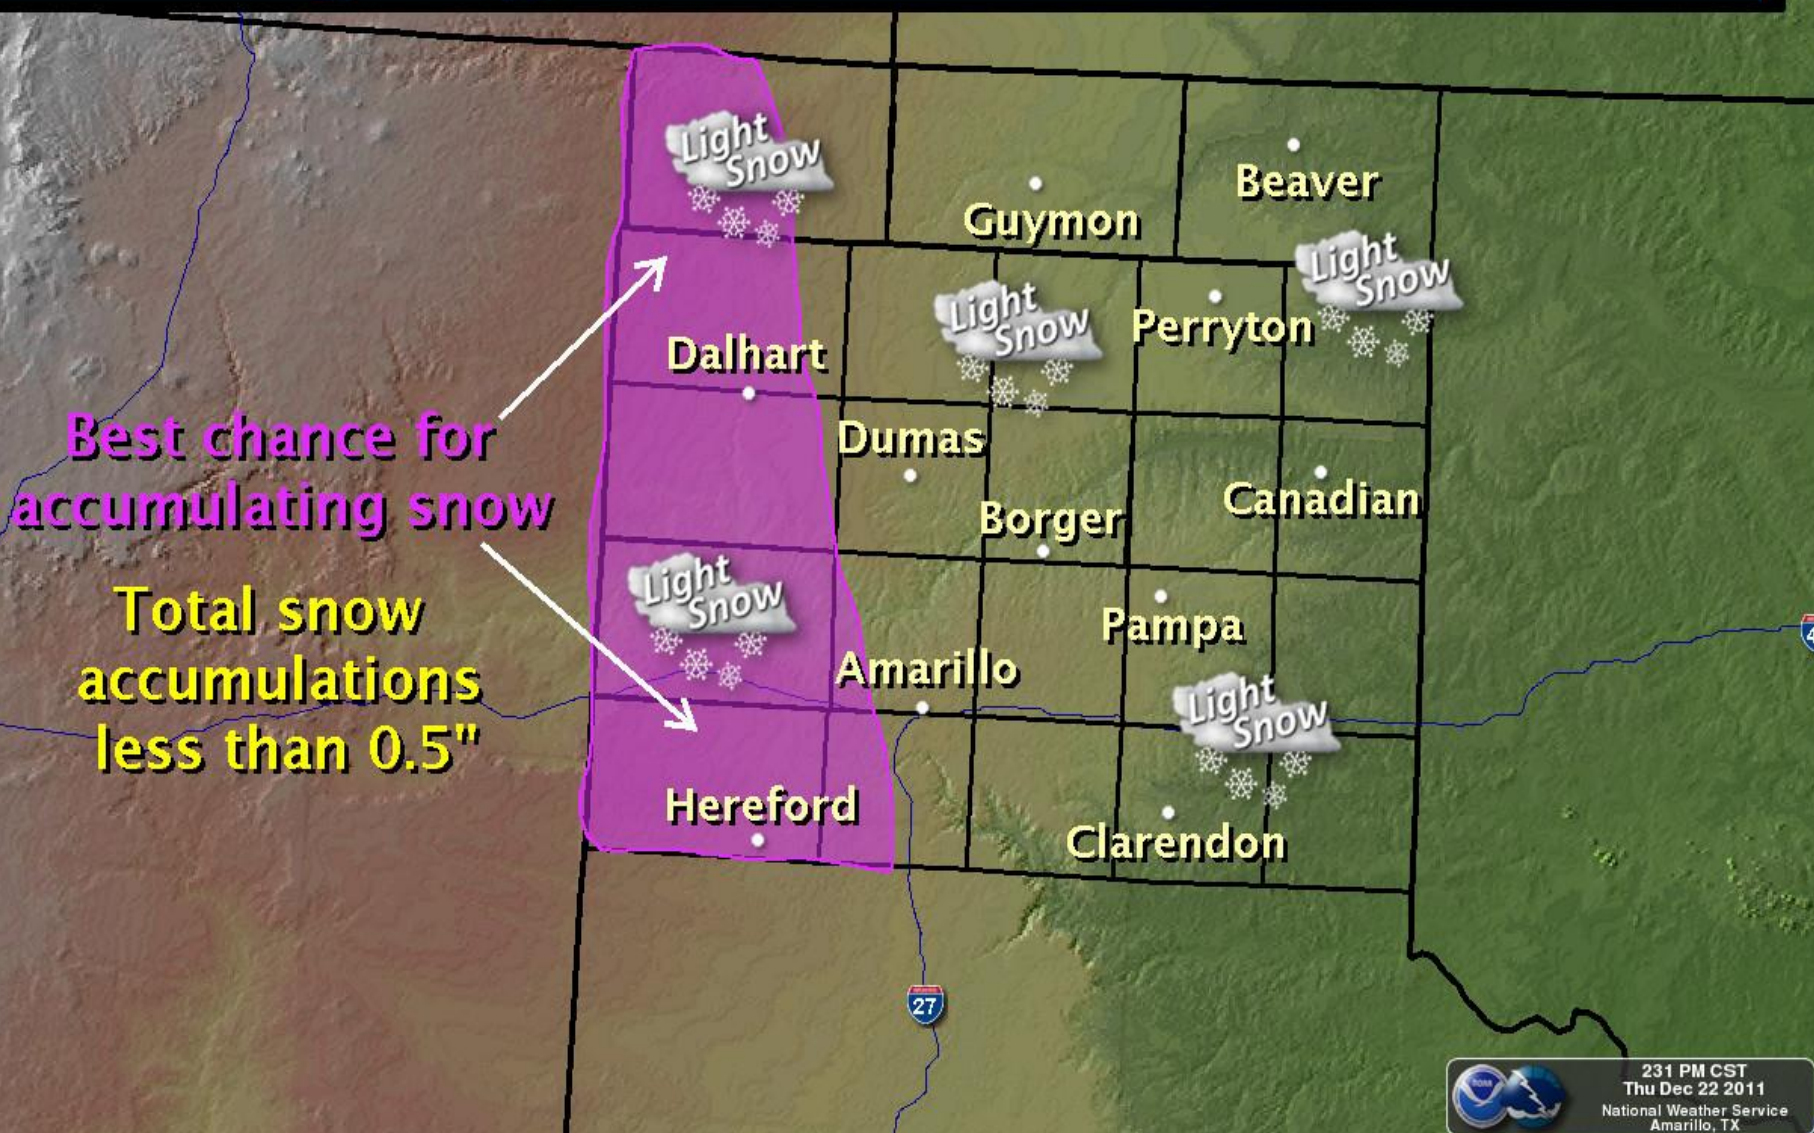 Light
Snow
Beaver
Guymon
Light
Snow
Light
Snow
Perryton
Dalhart
Best chance for
accumulating snow
Dumas
Canadian
Borger
Light
Snow
Total snow
accumulations
less than 0.5"
Pampa
Amarillo
Light
Snow
Hereford
Clarendon
27
4
231 PM CST
Thu Dec 22 2011
National Weather Service
Amarillo, TX